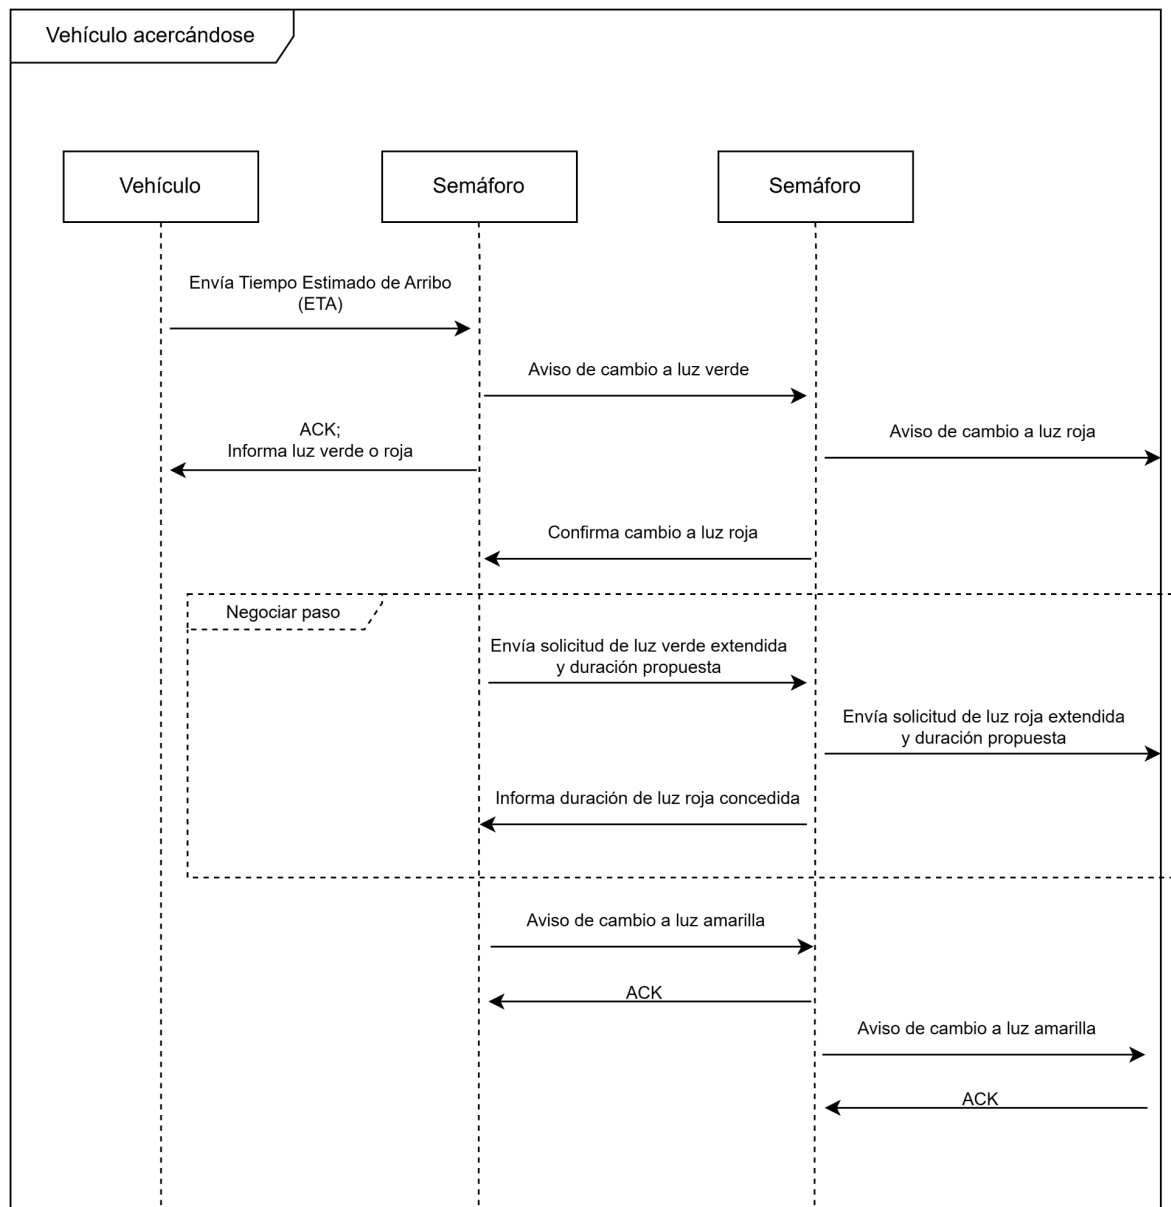 Vehículo acercándose
Vehículo
Semáforo
Semáforo
Envía Tiempo Estimado de Arribo
(ETA)
Aviso de cambio a luz verde
ACK;
Informa luz verde o roja
Aviso de cambio a luz roja
Confirma cambio a luz roja
Negociar paso
Envía solicitud de luz verde extendida
y duración propuesta
Envía solicitud de luz roja extendida
y duración propuesta
Informa duración de luz roja concedida
Aviso de cambio a luz amarilla
ACK
Aviso de cambio a luz amarilla
ACK